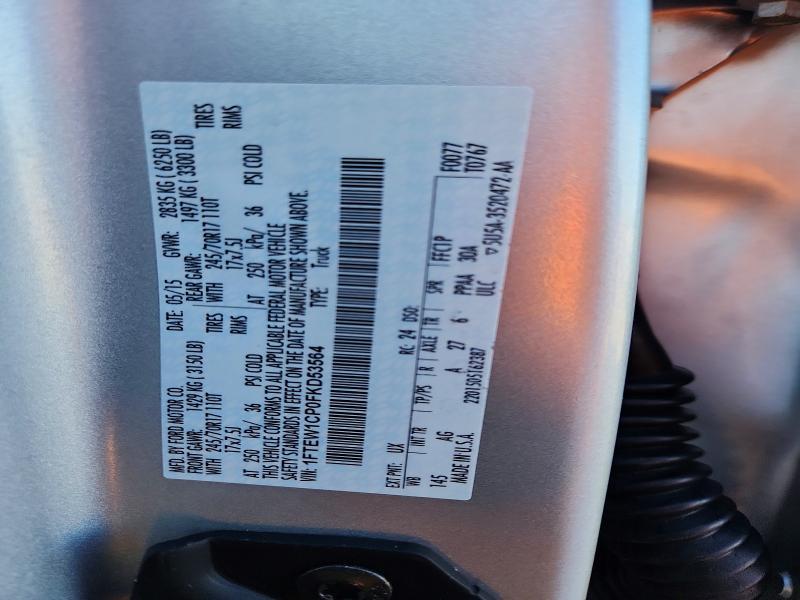 MFD. BY FORD MOTOR CO. DATE: 05/15 GVWR: 2835 KG ( 6250 LB)
FRONT GAWR: 1429 KG ( 3150 LB) REAR GAWR: 1497 KG ( 3300 LB)
WITH 245/70R17 110T TIRES WITH 245/70R17 110T TIRES
17x7.5J RIMS 17x7.5J RIMS
AT 250 kPa/ 36 PSI COLD AT 250 kPa/ 36 PSI COLD
THIS VEHICLE CONFORMS TO ALL APPLICABLE FEDERAL MOTOR VEHICLE
SAFETY STANDARDS IN EFFECT ON THE DATE OF MANUFACTURE SHOWN ABOVE.
VIN: 1FTEW1CP0FKD53564 TYPE: Truck
EXT PNT: UX RC: 24 DSO: F0077
WB INT TR TP/PS R AXLE TR SPR FFC1P T0767
145 AG A 27 6 PPAA 30A
MADE IN U.S.A. ULC ▽5U5A-3520472-AA
2201505162387